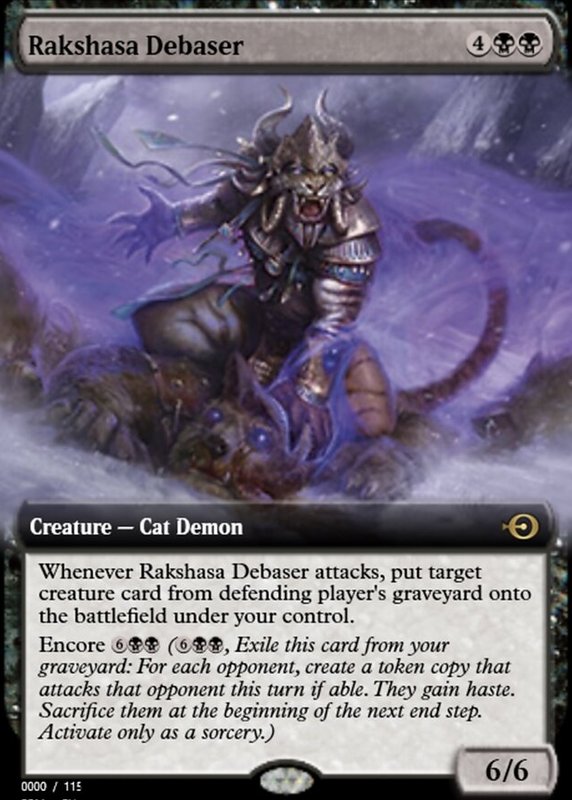 Rakshasa Debaser 4
Creature — Cat Demon
Whenever Rakshasa Debaser attacks, put target
creature card from defending player's graveyard onto
the battlefield under your control.
Encore 6 (6, Exile this card from your
graveyard: For each opponent, create a token copy that
attacks that opponent this turn if able. They gain haste.
Sacrifice them at the beginning of the next end step.
Activate only as a sorcery.)
6/6
0000 / 115